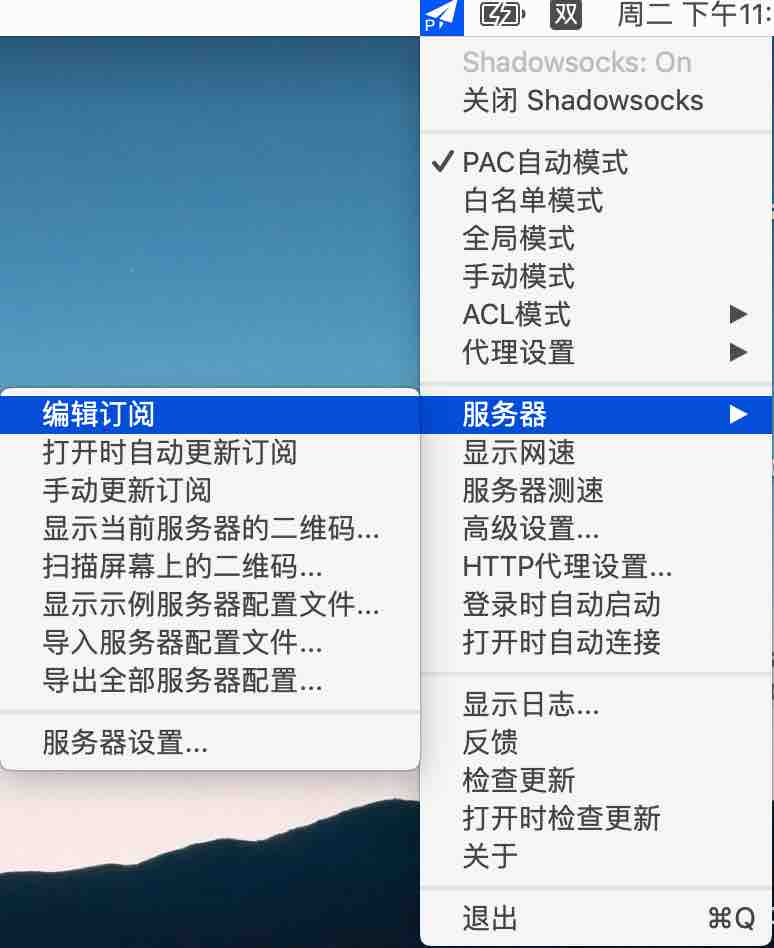 P
双
周二 下午11:
Shadowsocks: On
关闭 Shadowsocks
PAC自动模式
白名单模式
全局模式
手动模式
ACL模式
代理设置
服务器
显示网速
服务器测速
高级设置...
HTTP代理设置...
登录时自动启动
打开时自动连接
显示日志...
反馈
检查更新
打开时检查更新
关于
退出 ⌘Q
编辑订阅
打开时自动更新订阅
手动更新订阅
显示当前服务器的二维码...
扫描屏幕上的二维码...
显示示例服务器配置文件...
导入服务器配置文件...
导出全部服务器配置...
服务器设置...